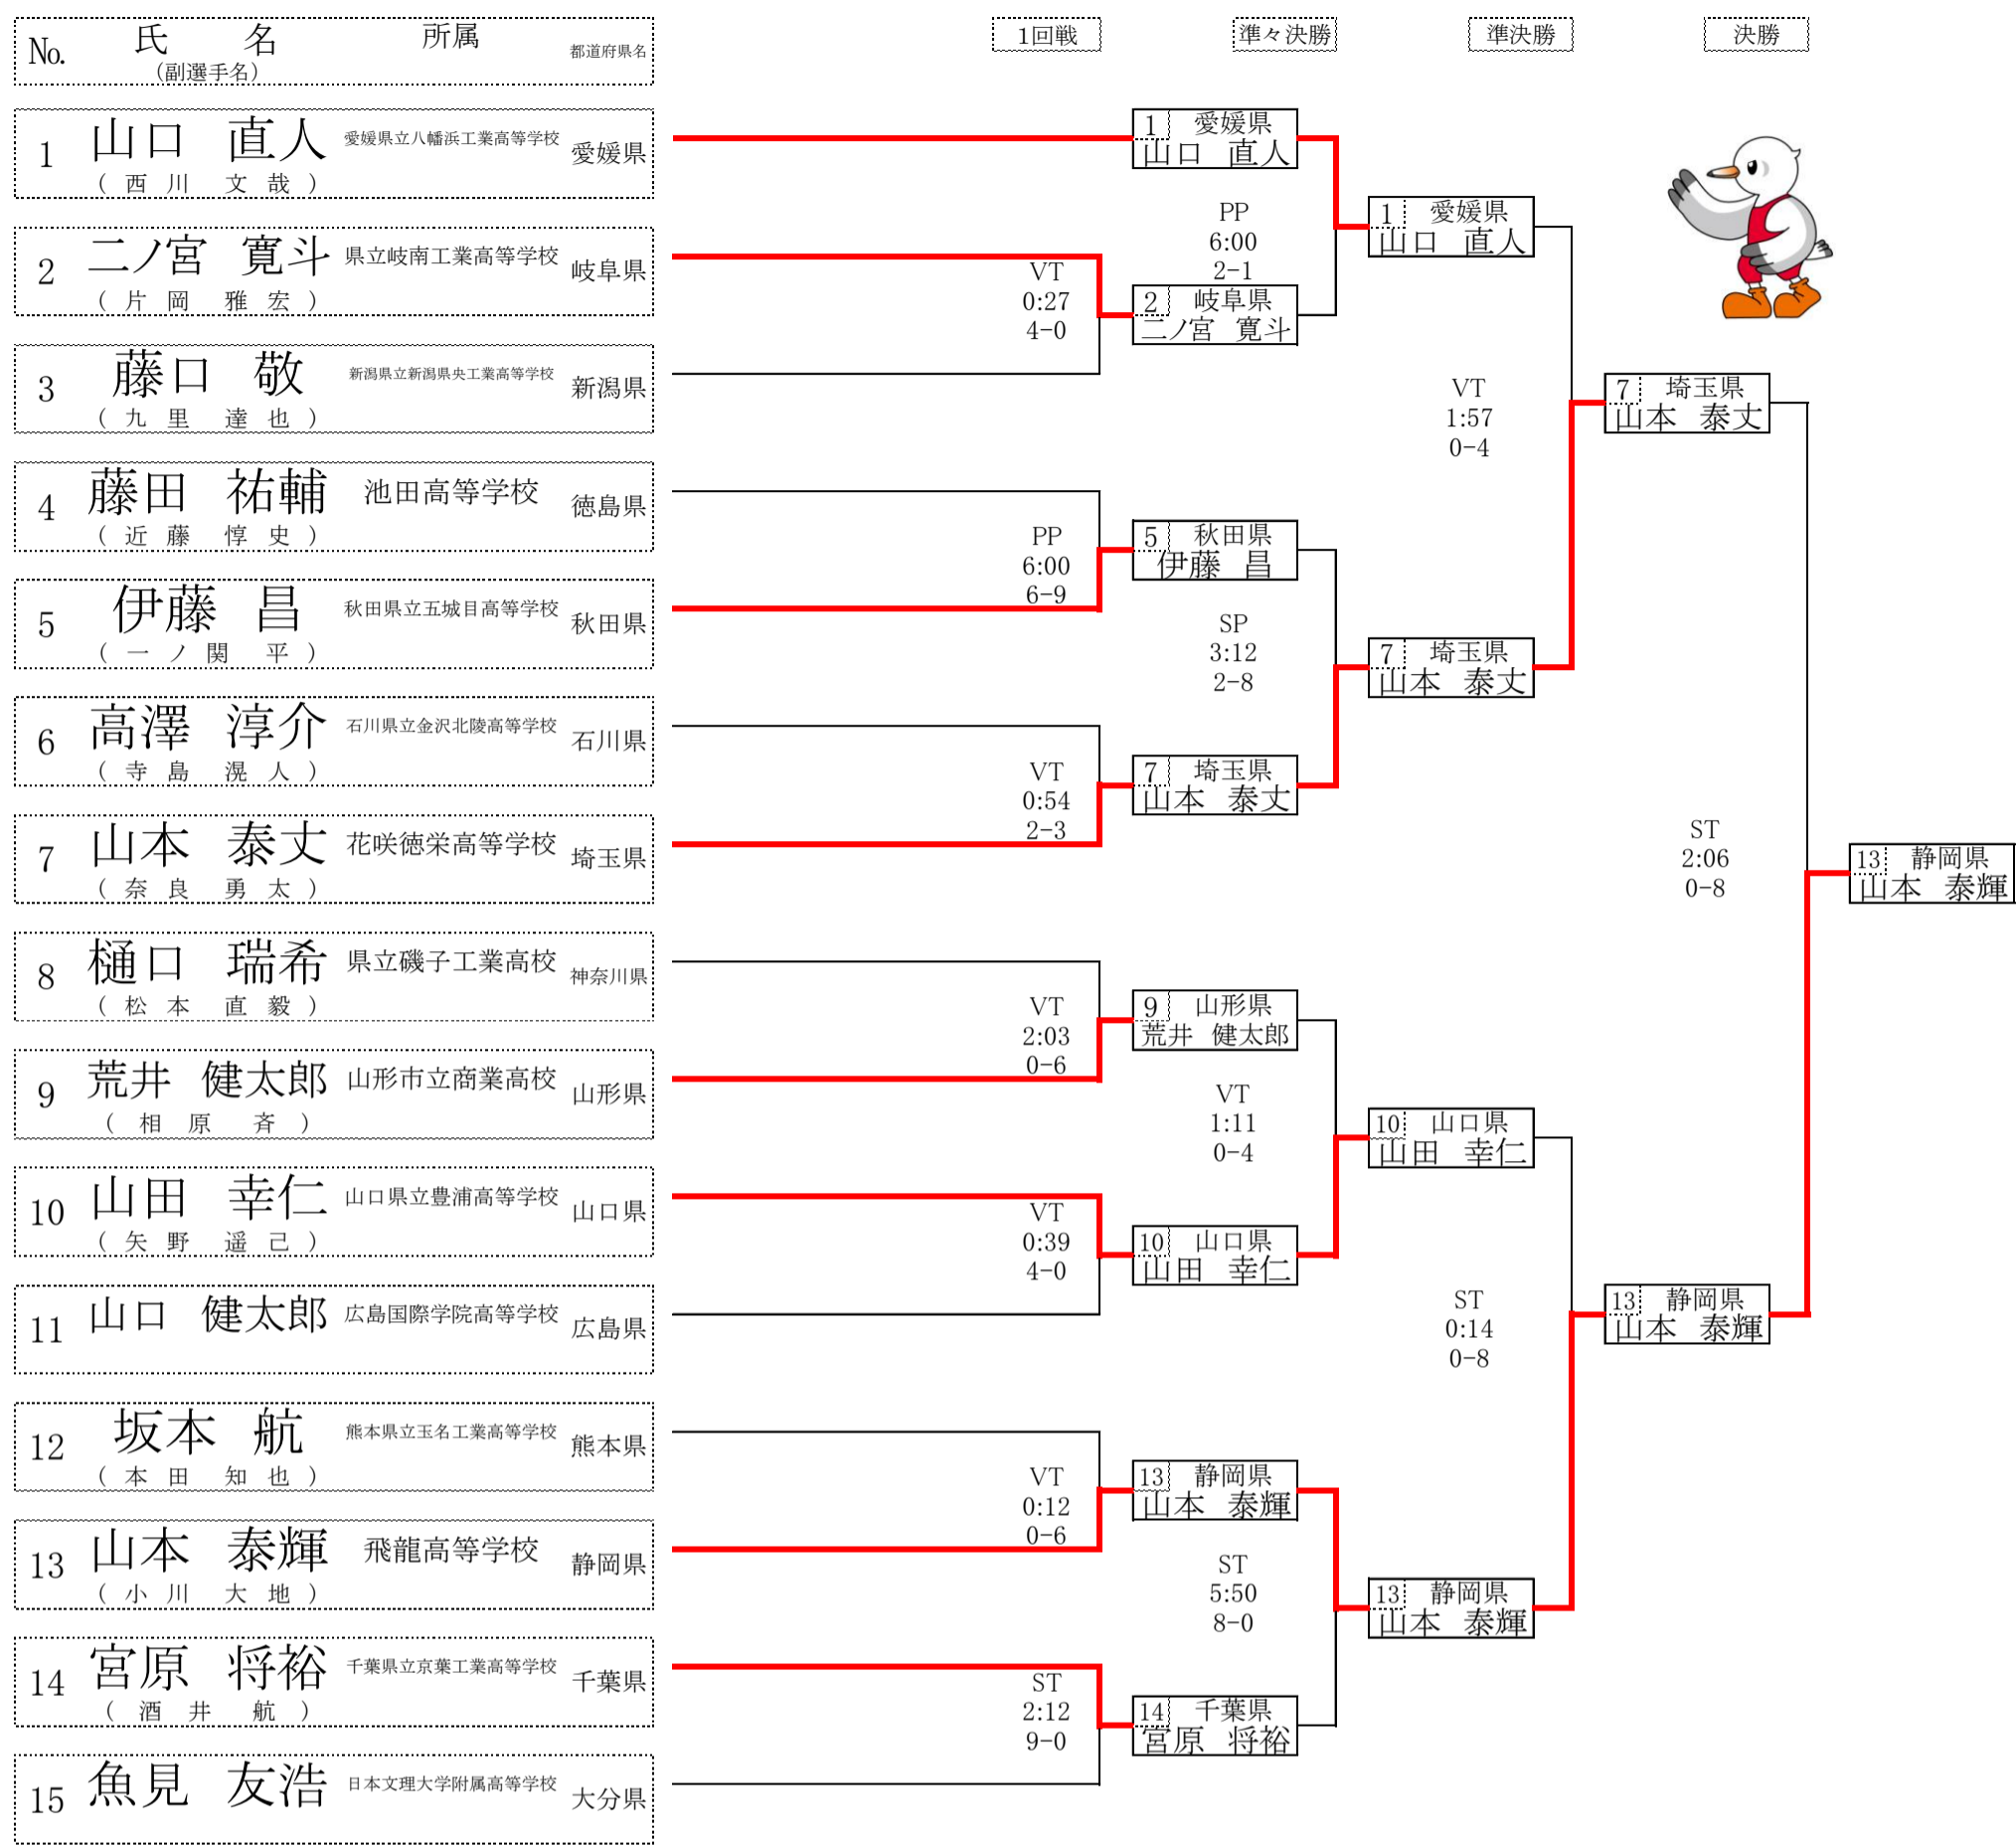 No. 氏 名 所属 都道府県名
(副選手名)
1回戦 準々決勝 準決勝 決勝
1 山口 直人 愛媛県立八幡浜工業高等学校 愛媛県
(西川 文哉)
2 二ノ宮 寛斗 県立岐南工業高等学校 岐阜県
(片岡 雅宏)
3 藤口 敬 新潟県立新潟県央工業高等学校 新潟県
(九里 達也)
4 藤田 祐輔 池田高等学校 徳島県
(近藤 惇史)
5 伊藤 昌 秋田県立五城目高等学校 秋田県
(一ノ関 平)
6 高澤 淳介 石川県立金沢北陵高等学校 石川県
(寺島 滉人)
7 山本 泰丈 花咲徳栄高等学校 埼玉県
(奈良 勇太)
8 樋口 瑞希 県立磯子工業高校 神奈川県
(松本 直毅)
9 荒井 健太郎 山形市立商業高校 山形県
(相原 斉)
10 山田 幸仁 山口県立豊浦高等学校 山口県
(矢野 遥己)
11 山口 健太郎 広島国際学院高等学校 広島県
12 坂本 航 熊本県立玉名工業高等学校 熊本県
(本田 知也)
13 山本 泰輝 飛龍高等学校 静岡県
(小川 大地)
14 宮原 将裕 千葉県立京葉工業高等学校 千葉県
(酒井 航)
15 魚見 友浩 日本文理大学附属高等学校 大分県
VT
0:27
4-0
PP
6:00
6-9
VT
0:54
2-3
VT
2:03
0-6
VT
0:39
4-0
VT
0:12
0-6
ST
2:12
9-0
1 愛媛県
山口 直人
PP
6:00
2-1
2 岐阜県
二ノ宮 寛斗
5 秋田県
伊藤 昌
SP
3:12
2-8
7 埼玉県
山本 泰丈
9 山形県
荒井 健太郎
VT
1:11
0-4
10 山口県
山田 幸仁
13 静岡県
山本 泰輝
ST
5:50
8-0
14 千葉県
宮原 将裕
1 愛媛県
山口 直人
VT
1:57
0-4
7 埼玉県
山本 泰丈
10 山口県
山田 幸仁
ST
0:14
0-8
13 静岡県
山本 泰輝
7 埼玉県
山本 泰丈
ST
2:06
0-8
13 静岡県
山本 泰輝
13 静岡県
山本 泰輝